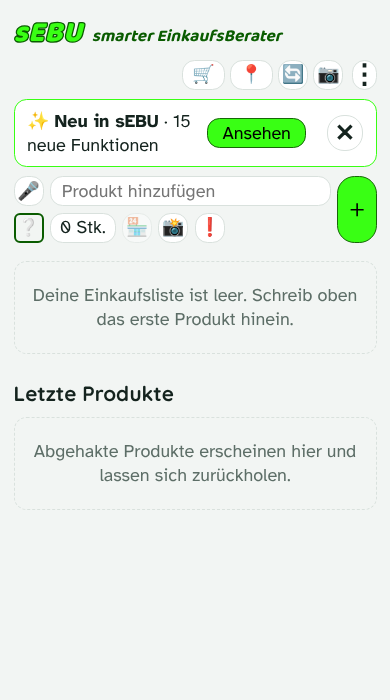 sEBU smarter EinkaufsBerater
✨ Neu in sEBU · 15
neue Funktionen
Ansehen
Produkt hinzufügen
+
0 Stk.
Deine Einkaufsliste ist leer. Schreib oben
das erste Produkt hinein.
Letzte Produkte
Abgehakte Produkte erscheinen hier und
lassen sich zurückholen.